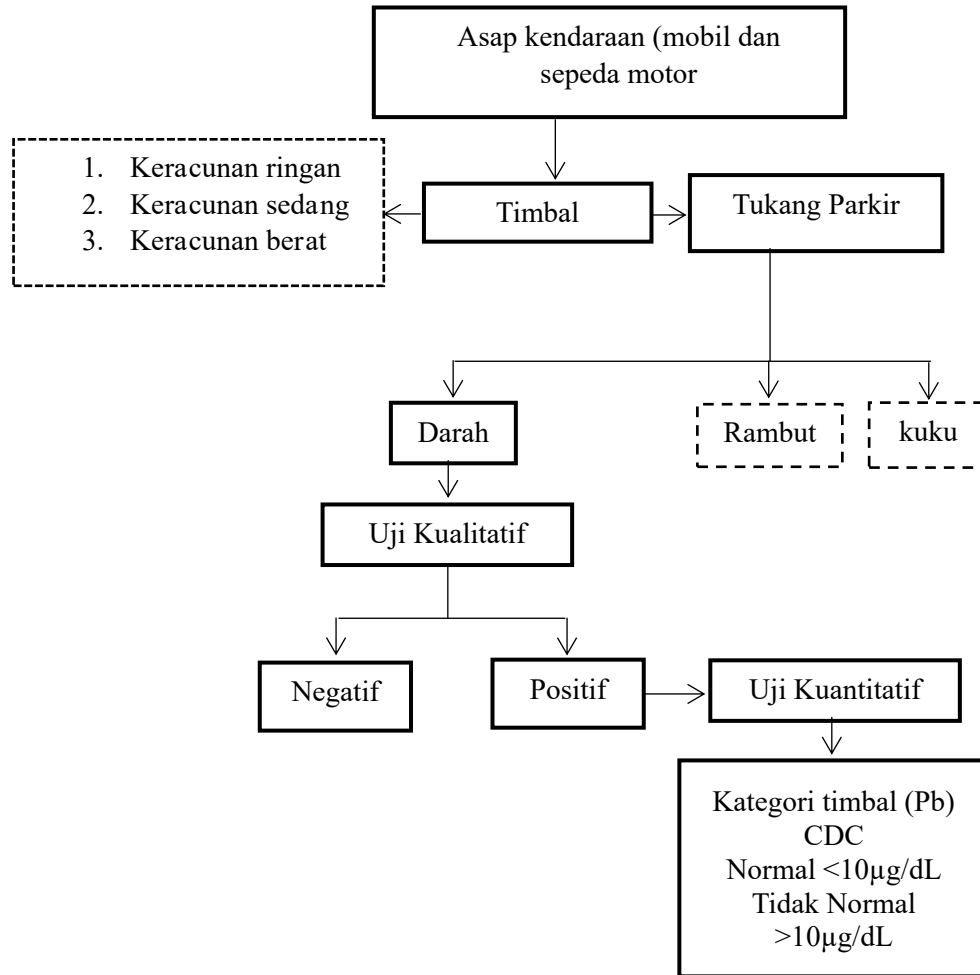 Asap kendaraan (mobil dan
sepeda motor
1. Keracunan ringan
2. Keracunan sedang
3. Keracunan berat
Timbal
Tukang Parkir
Darah
Rambut
kuku
Uji Kualitatif
Negatif
Positif
Uji Kuantitatif
Kategori timbal (Pb)
CDC
Normal <10µg/dL
Tidak Normal
>10µg/dL